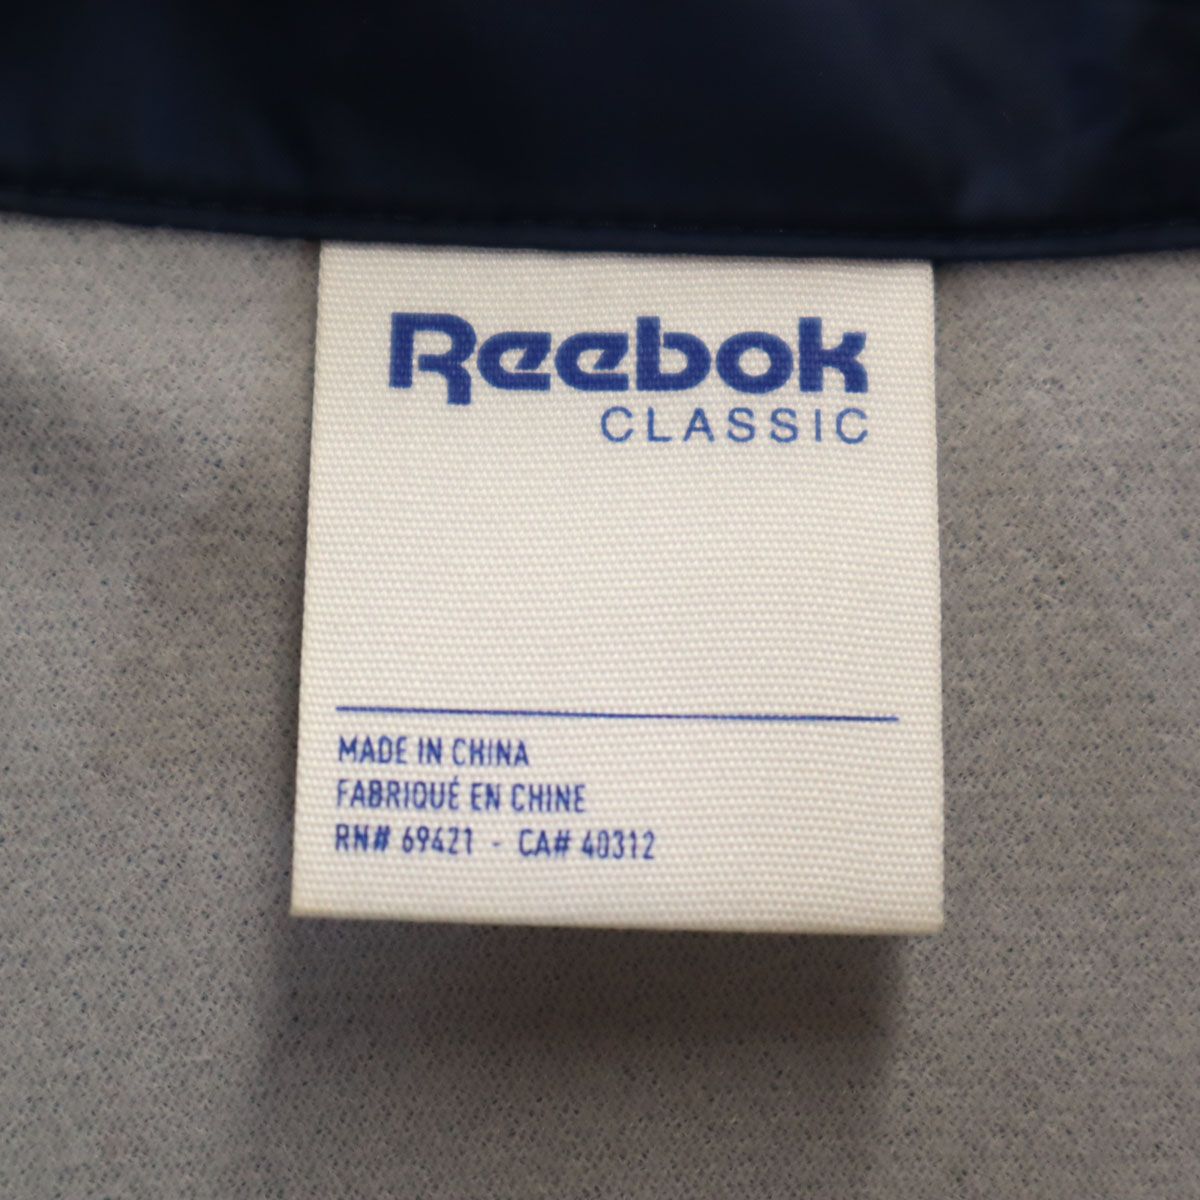 Reebok
CLASSIC
MADE IN CHINA
FABRIQUÉ EN CHINE
RN# 69421 - CA# 40312